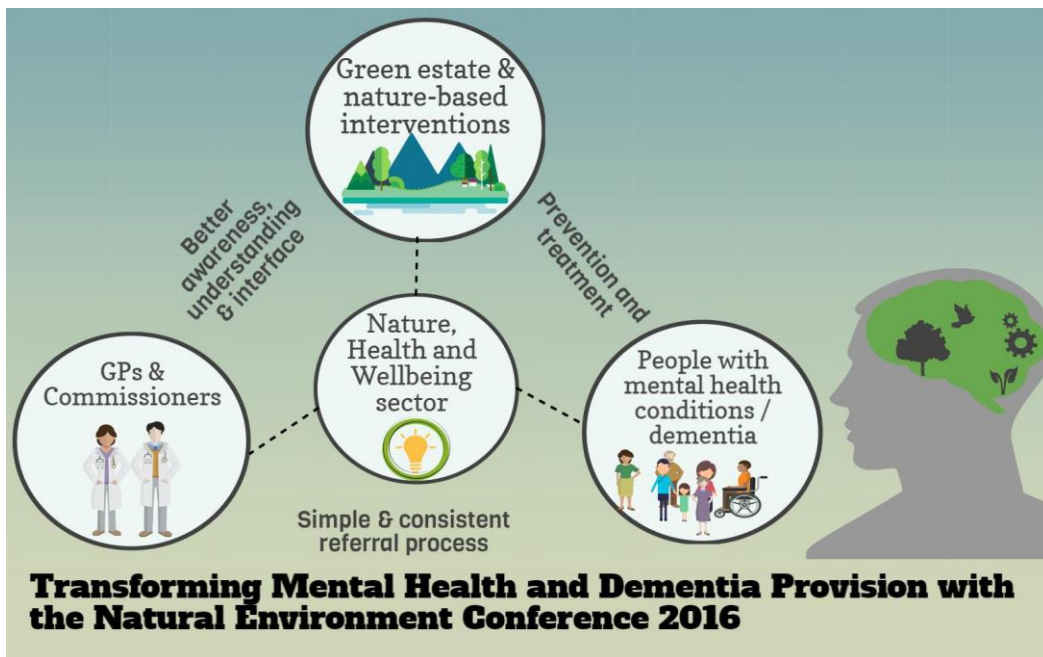 Green estate &
nature-based
interventions
Better
awareness,
understanding
& interface
Prevention and
treatment
Nature,
Health and
Wellbeing
sector
GPs &
Commissioners
People with
mental health
conditions /
dementia
Simple & consistent
referral process
Transforming Mental Health and Dementia Provision with
the Natural Environment Conference 2016